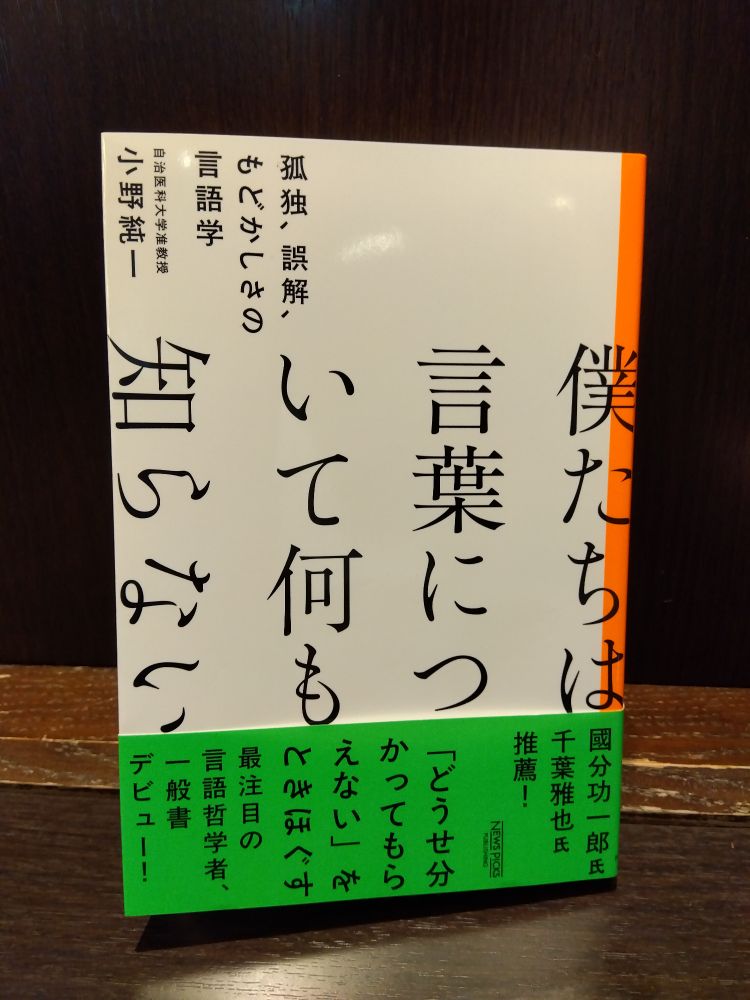 僕たちは
言葉につ
いて何も
知らない
孤独、誤解、
もどかしさの
言語学
自治医科大学准教授
小野純一
國分功一郎氏
千葉雅也氏
推薦！
NEWS PICKS
PUBLISHING
「どうせ分
かってもら
えない」を
ときほぐす
最注目の
言語哲学者、
一般書
デビュー！